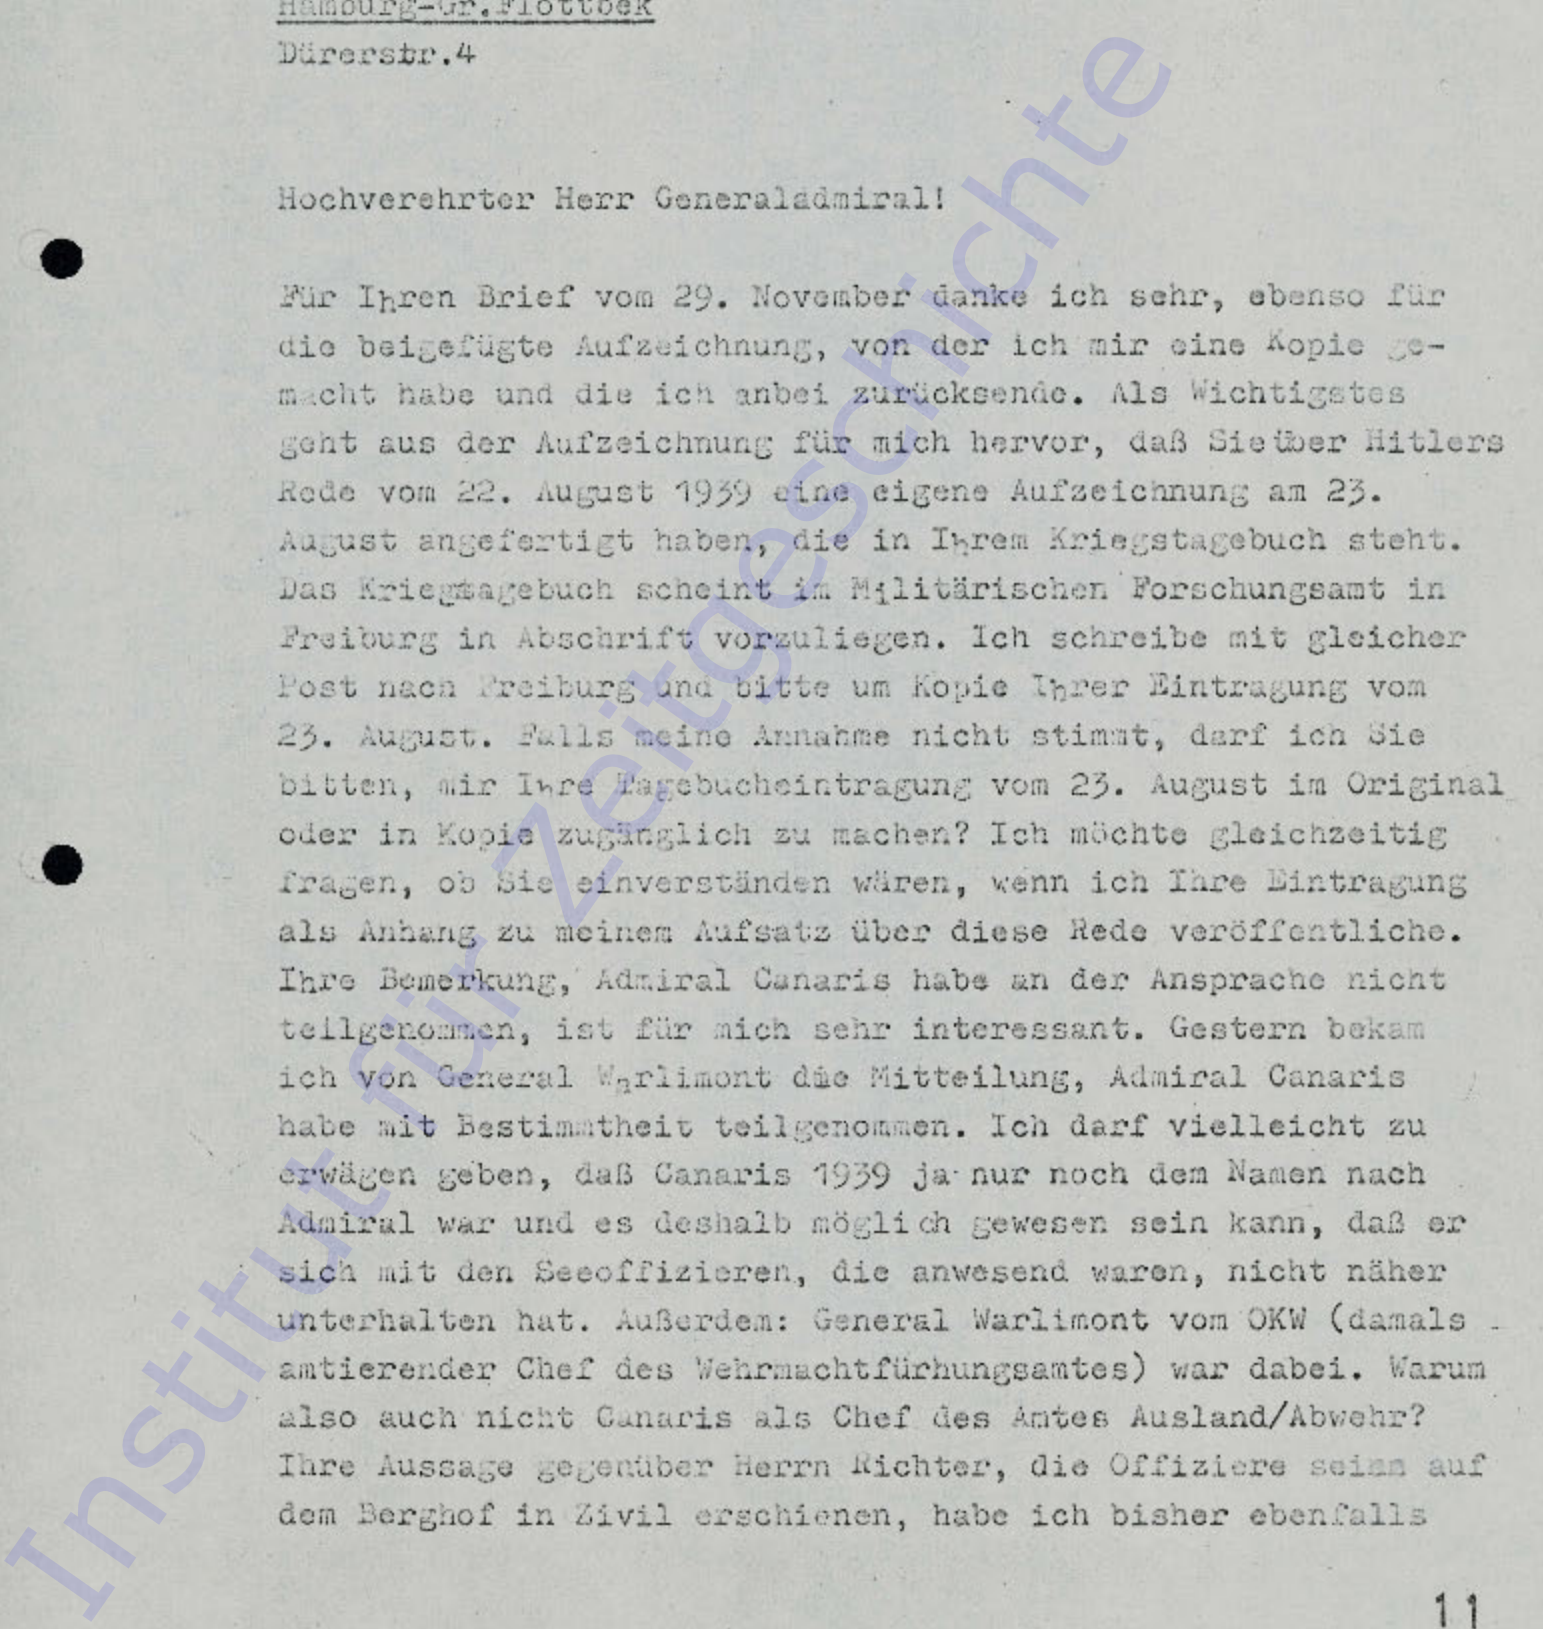 Hamburg-Gr.Flottbek
Dürerstr.4
Hochverehrter Herr Generaladmiral!
Für Ihren Brief vom 29. November danke ich sehr, ebenso für
die beigefügte Aufzeichnung, von der ich mir eine Kopie ge-
macht habe und die ich anbei zurücksende. Als Wichtigstes
geht aus der Aufzeichnung für mich hervor, daß Sie über Hitlers
Rede vom 22. August 1939 eine eigene Aufzeichnung am 23.
August angefertigt haben, die in Ihrem Kriegstagebuch steht.
Das Kriegstagebuch scheint im Militärischen Forschungsamt in
Freiburg in Abschrift vorzuliegen. Ich schreibe mit gleicher
Post nach Freiburg und bitte um Kopie Ihrer Eintragung vom
23. August. Falls meine Annahme nicht stimmt, darf ich Sie
bitten, mir Ihre Tagebucheintragung vom 23. August im Original
oder in Kopie zugänglich zu machen? Ich möchte gleichzeitig
fragen, ob Sie einverständen wären, wenn ich Ihre Eintragung
als Anhang zu meinem Aufsatz über diese Rede veröffentliche.
Ihre Bemerkung, Admiral Canaris habe an der Ansprache nicht
teilgenommen, ist für mich sehr interessant. Gestern bekam
ich von General Warlimont die Mitteilung, Admiral Canaris
habe mit Bestimmtheit teilgenommen. Ich darf vielleicht zu
erwägen geben, daß Canaris 1939 ja nur noch dem Namen nach
Admiral war und es deshalb möglich gewesen sein kann, daß er
sich mit den Seeoffizieren, die anwesend waren, nicht näher
unterhalten hat. Außerdem: General Warlimont vom OKW (damals
amtierender Chef des Wehrmachtfürhungsamtes) war dabei. Warum
also auch nicht Canaris als Chef des Amtes Ausland/Abwehr?
Ihre Aussage gegenüber Herrn Richter, die Offiziere seien auf
dem Berghof in Zivil erschienen, habe ich bisher ebenfalls
11
Institut für Zeitgeschichte